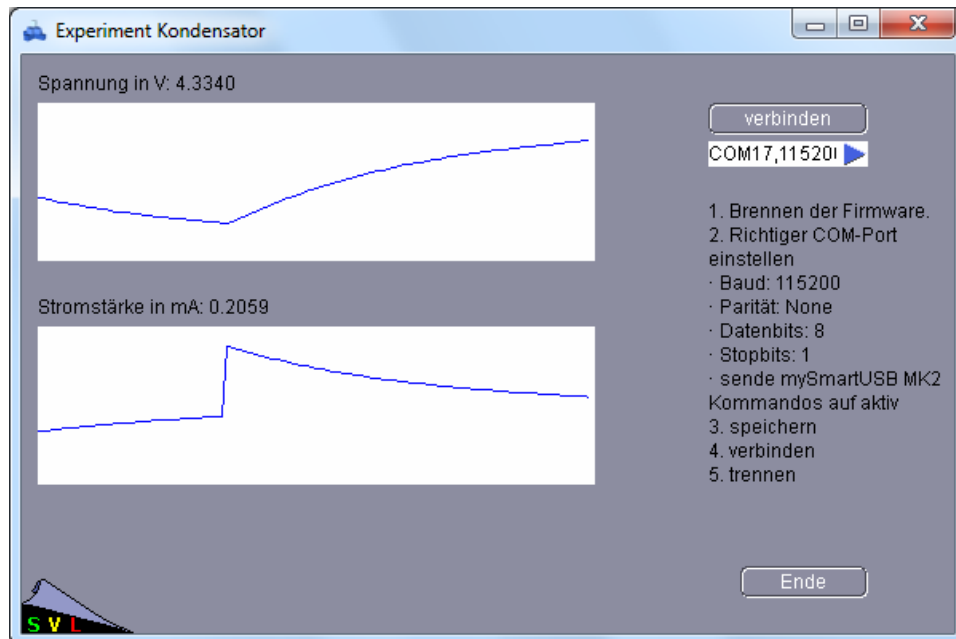 Experiment Kondensator
Spannung in V: 4.3340
Stromstärke in mA: 0.2059
verbinden
COM17,11520
1. Brennen der Firmware.
2. Richtiger COM-Port
einstellen
· Baud: 115200
· Parität: None
· Datenbits: 8
· Stopbits: 1
· sende mySmartUSB MK2
Kommandos auf aktiv
3. speichern
4. verbinden
5. trennen
Ende
S V L